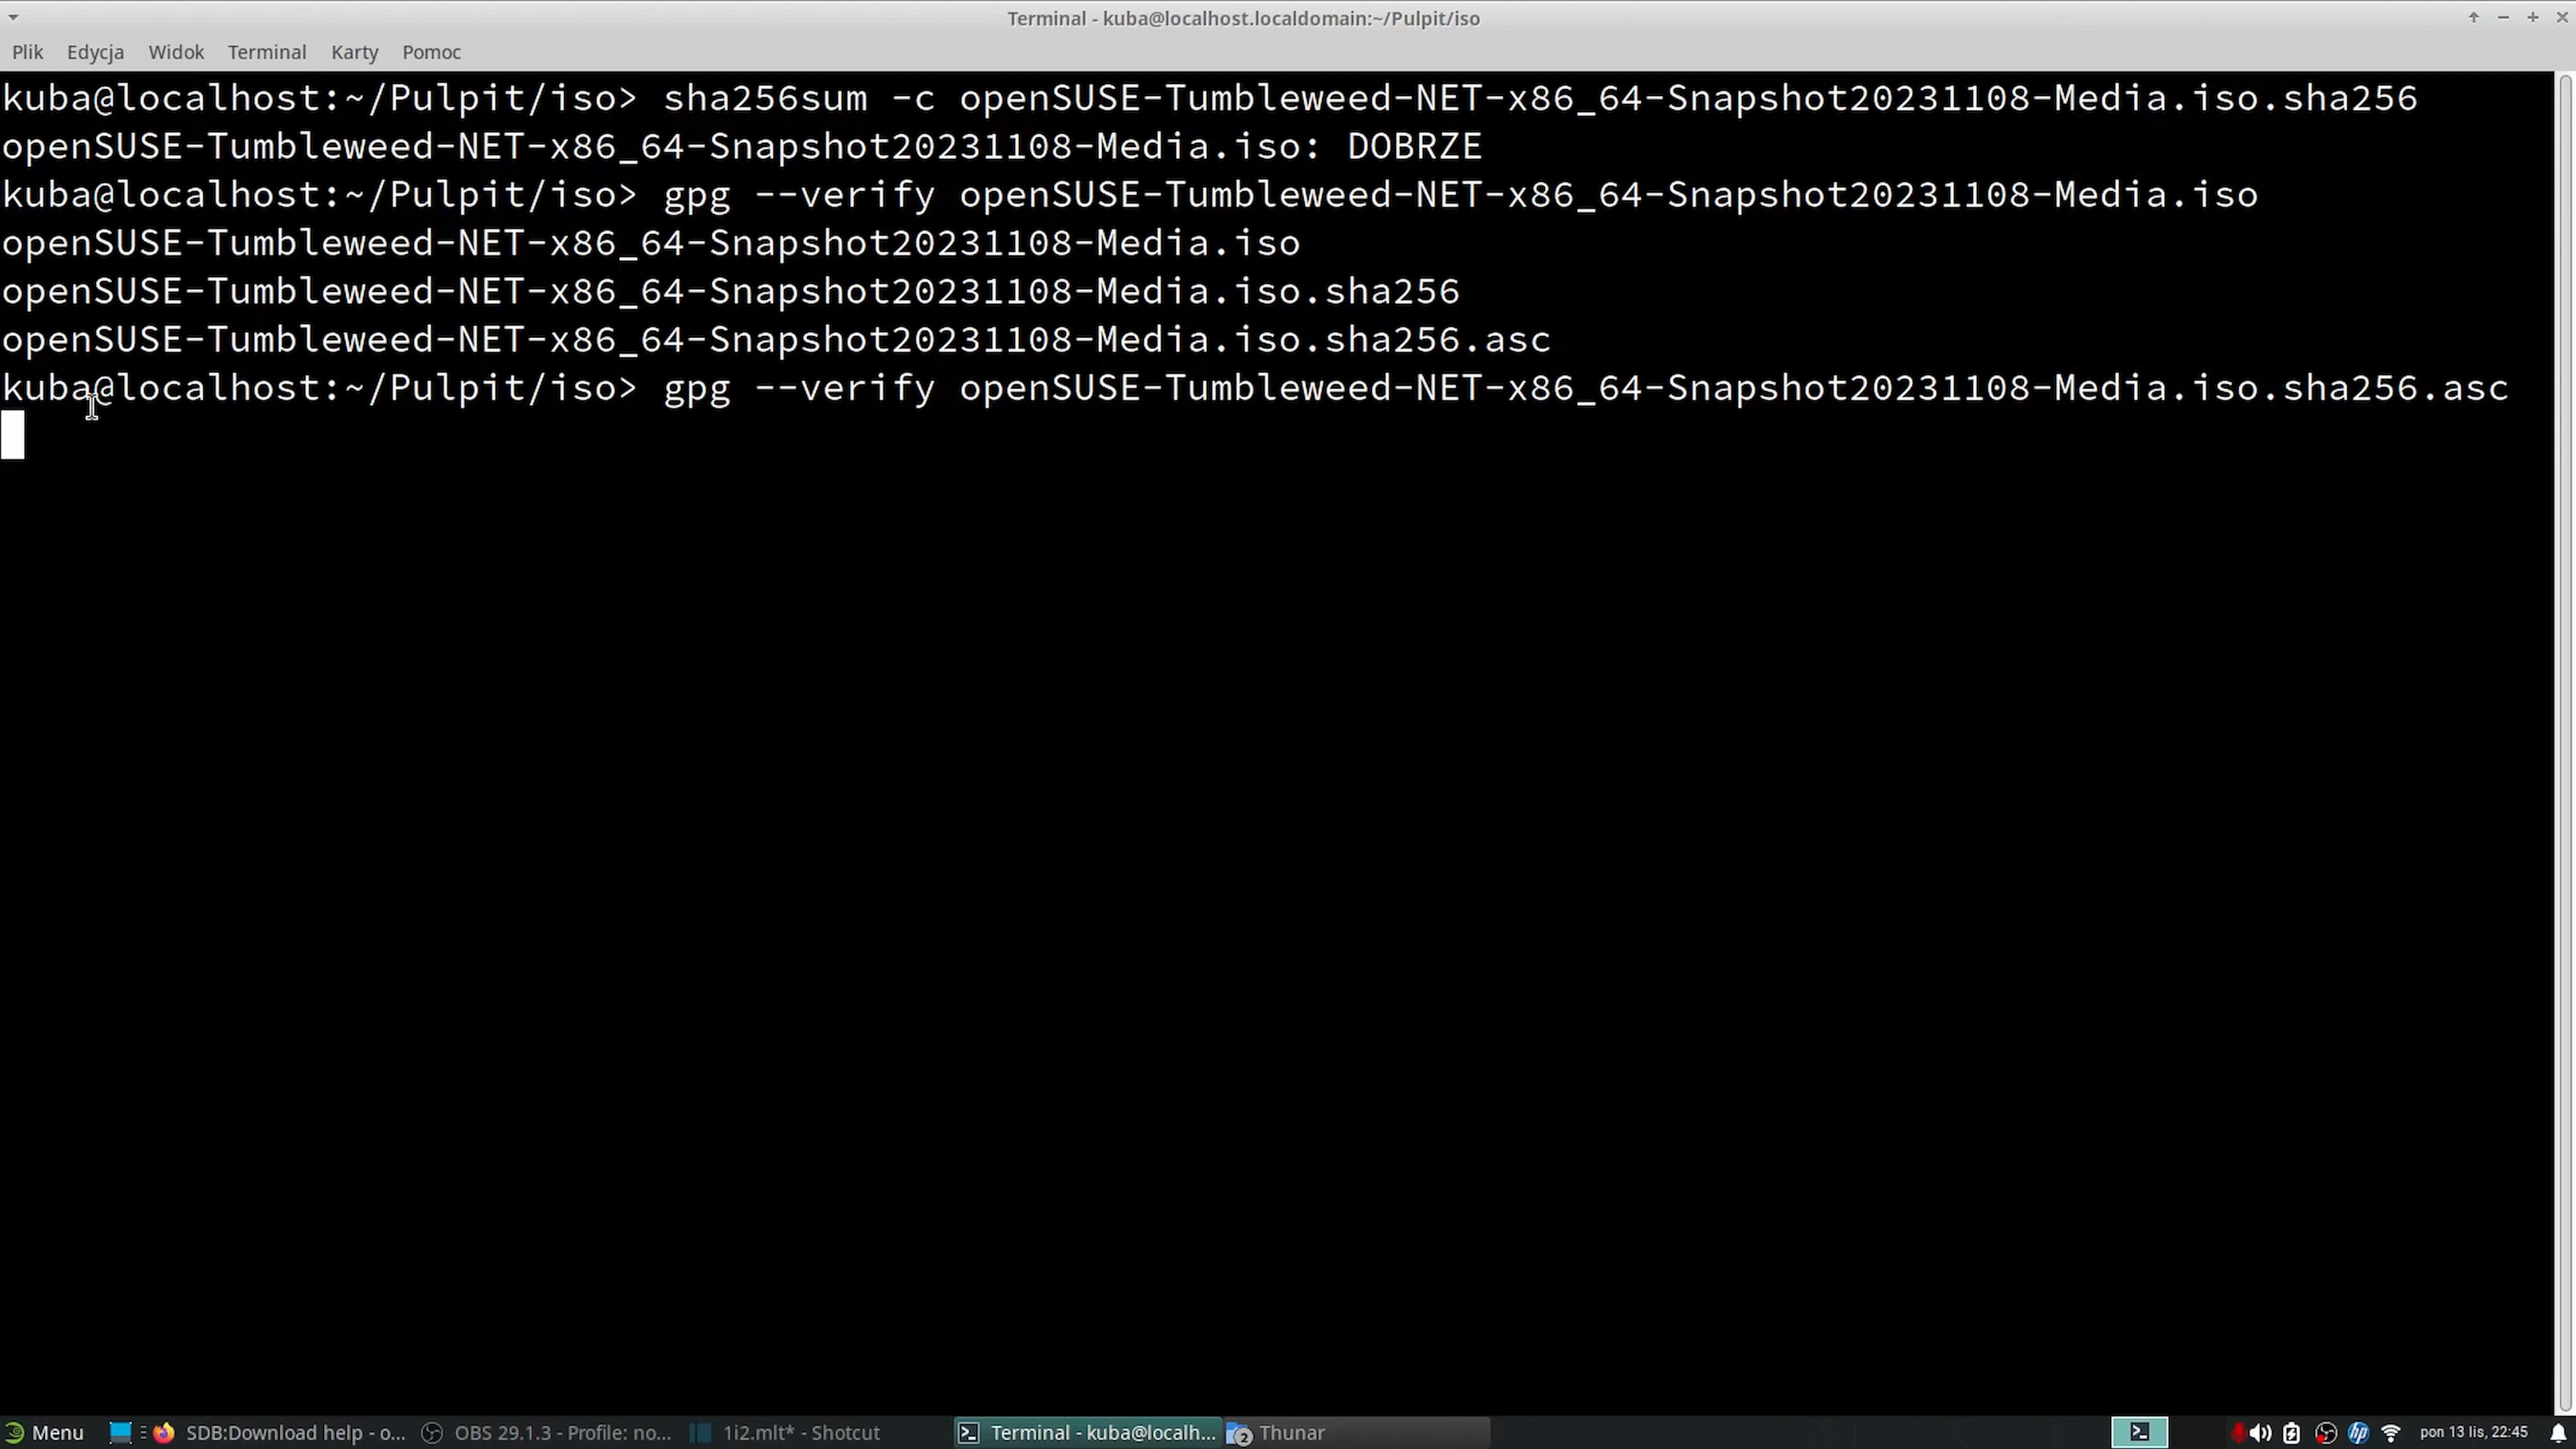 Terminal - kuba@localhost.localdomain:~/Pulpit/iso
Plik Edycja Widok Terminal Karty Pomoc
kuba@localhost:~/Pulpit/iso> sha256sum -c openSUSE-Tumbleweed-NET-x86_64-Snapshot20231108-Media.iso.sha256
openSUSE-Tumbleweed-NET-x86_64-Snapshot20231108-Media.iso: DOBRZE
kuba@localhost:~/Pulpit/iso> gpg --verify openSUSE-Tumbleweed-NET-x86_64-Snapshot20231108-Media.iso
openSUSE-Tumbleweed-NET-x86_64-Snapshot20231108-Media.iso
openSUSE-Tumbleweed-NET-x86_64-Snapshot20231108-Media.iso.sha256
openSUSE-Tumbleweed-NET-x86_64-Snapshot20231108-Media.iso.sha256.asc
kuba@localhost:~/Pulpit/iso> gpg --verify openSUSE-Tumbleweed-NET-x86_64-Snapshot20231108-Media.iso.sha256.asc
Menu SDB:Download help - o... OBS 29.1.3 - Profile: no... 1i2.mlt* - Shotcut Terminal - kuba@localh... 2 Thunar hp pon 13 lis, 22:45